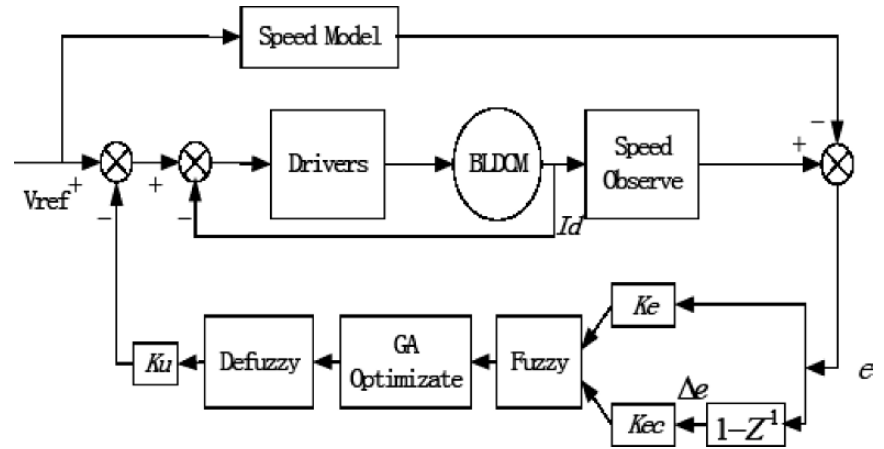 Speed Model
−
Drivers
BLDCM
Speed
Observe
+
+
+
Vref
−
−
Id
Ke
Ku
Defuzzy
GA
Optimizate
Fuzzy
e
Δe
Kec
1−Z⁻¹